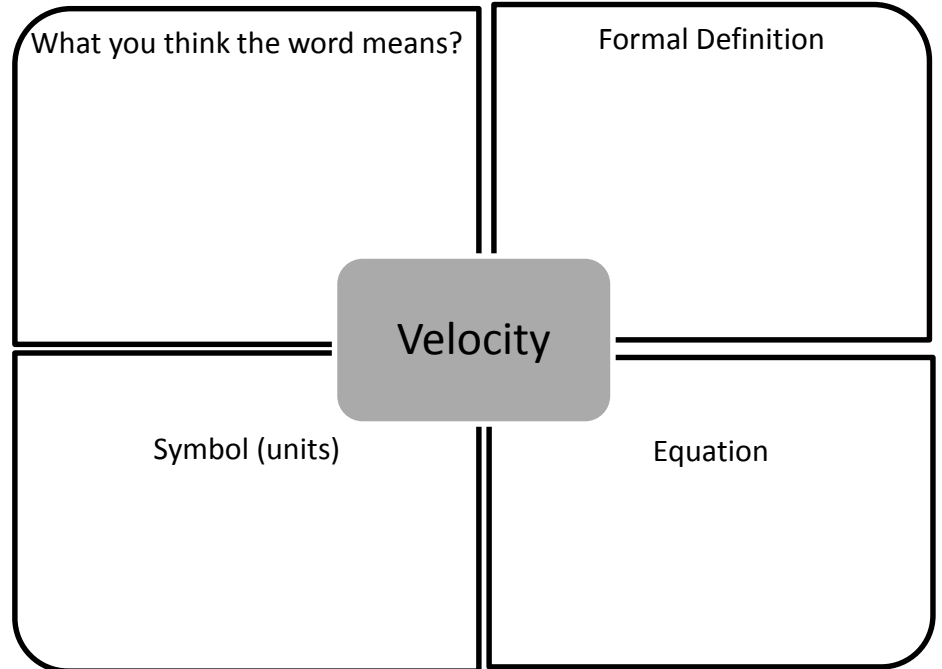 What you think the word means?
Formal Definition
Velocity
Symbol (units)
Equation